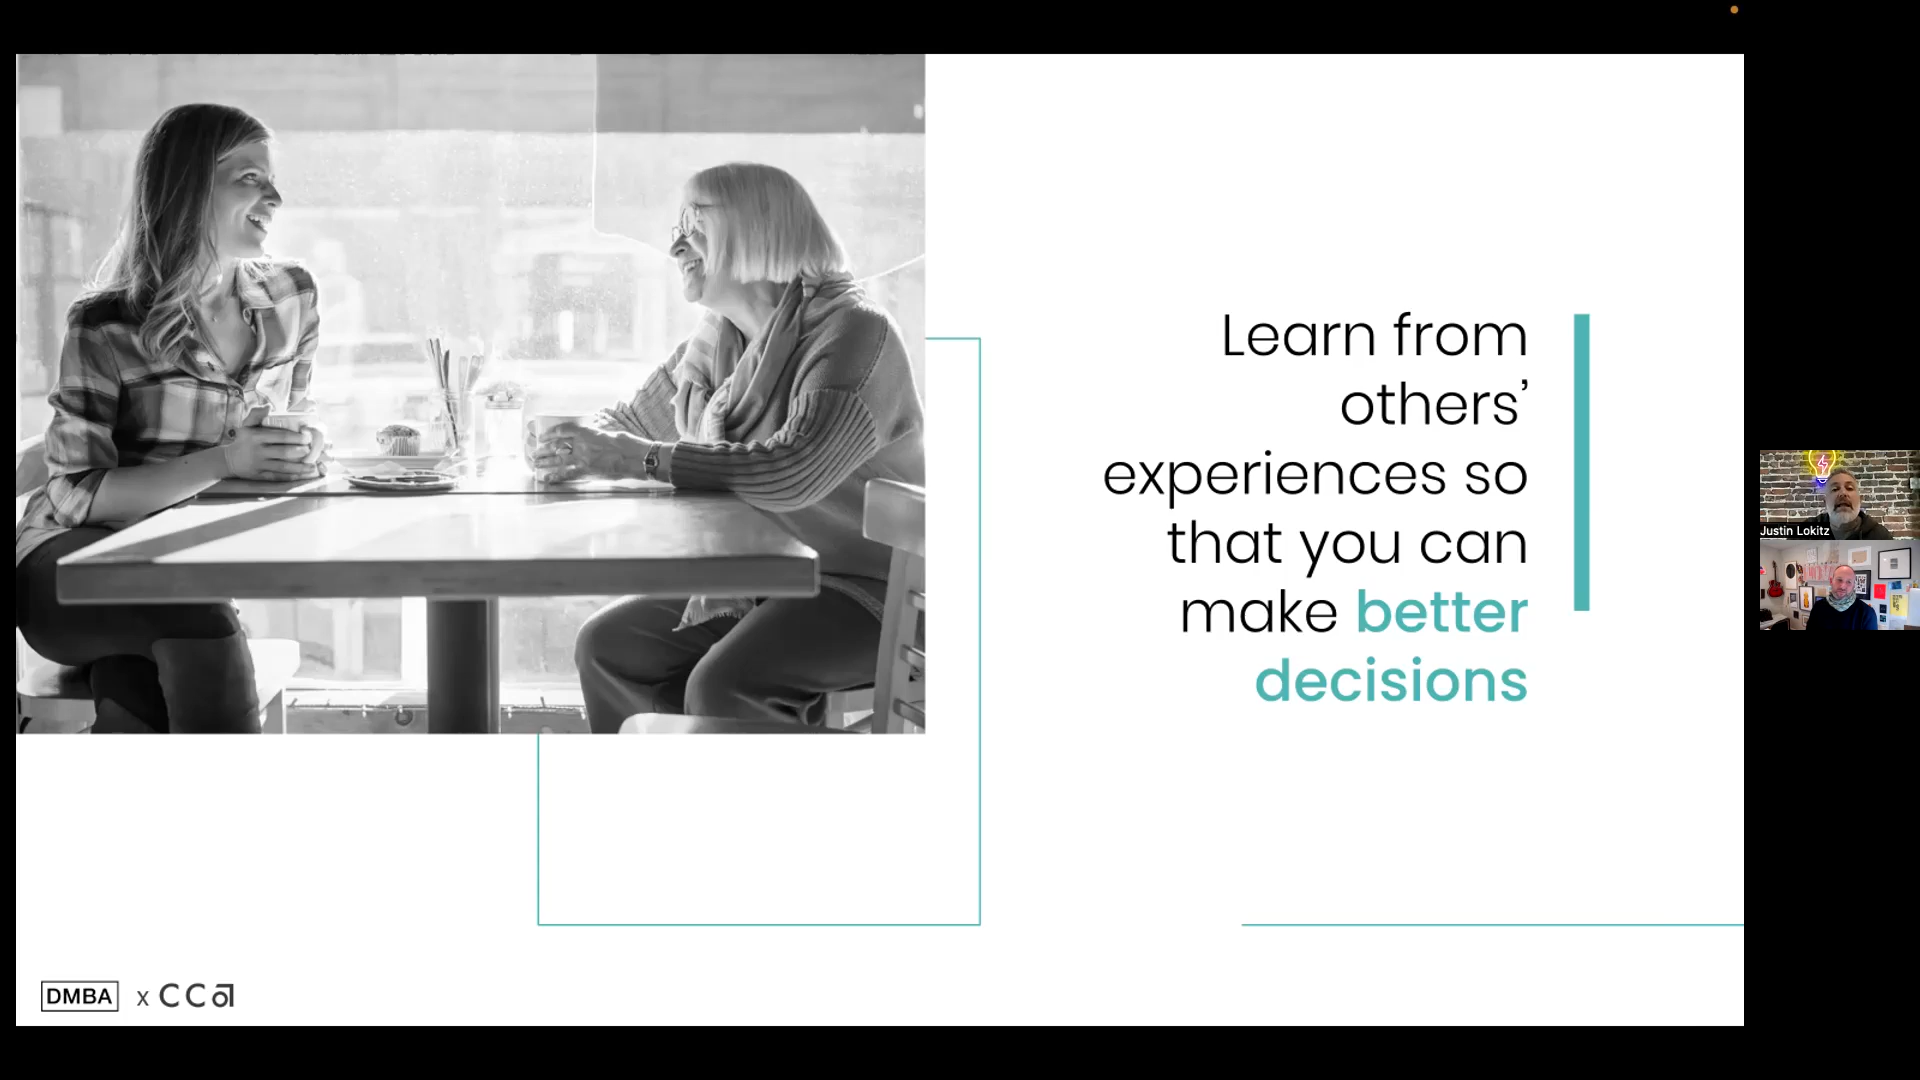 Learn from
others’
experiences so
that you can
make better
decisions
Justin Lokitz
DMBA x CCA